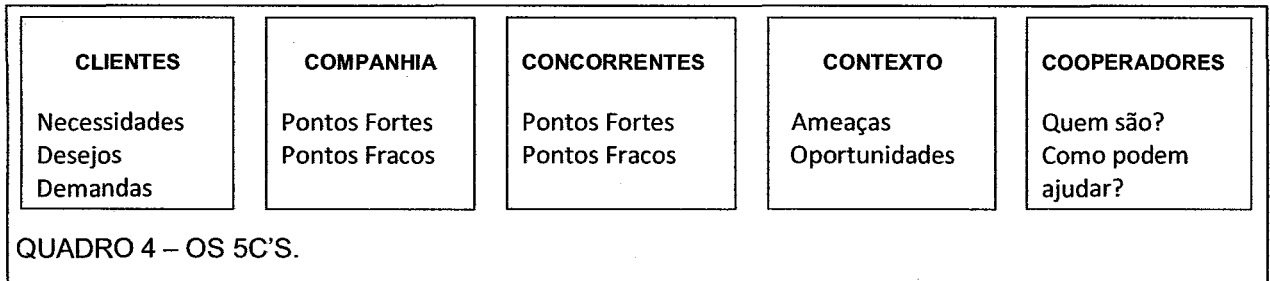 CLIENTES
Necessidades
Desejos
Demandas
COMPANHIA
Pontos Fortes
Pontos Fracos
CONCORRENTES
Pontos Fortes
Pontos Fracos
CONTEXTO
Ameaças
Oportunidades
COOPERADORES
Quem são?
Como podem
ajudar?
QUADRO 4 – OS 5C'S.